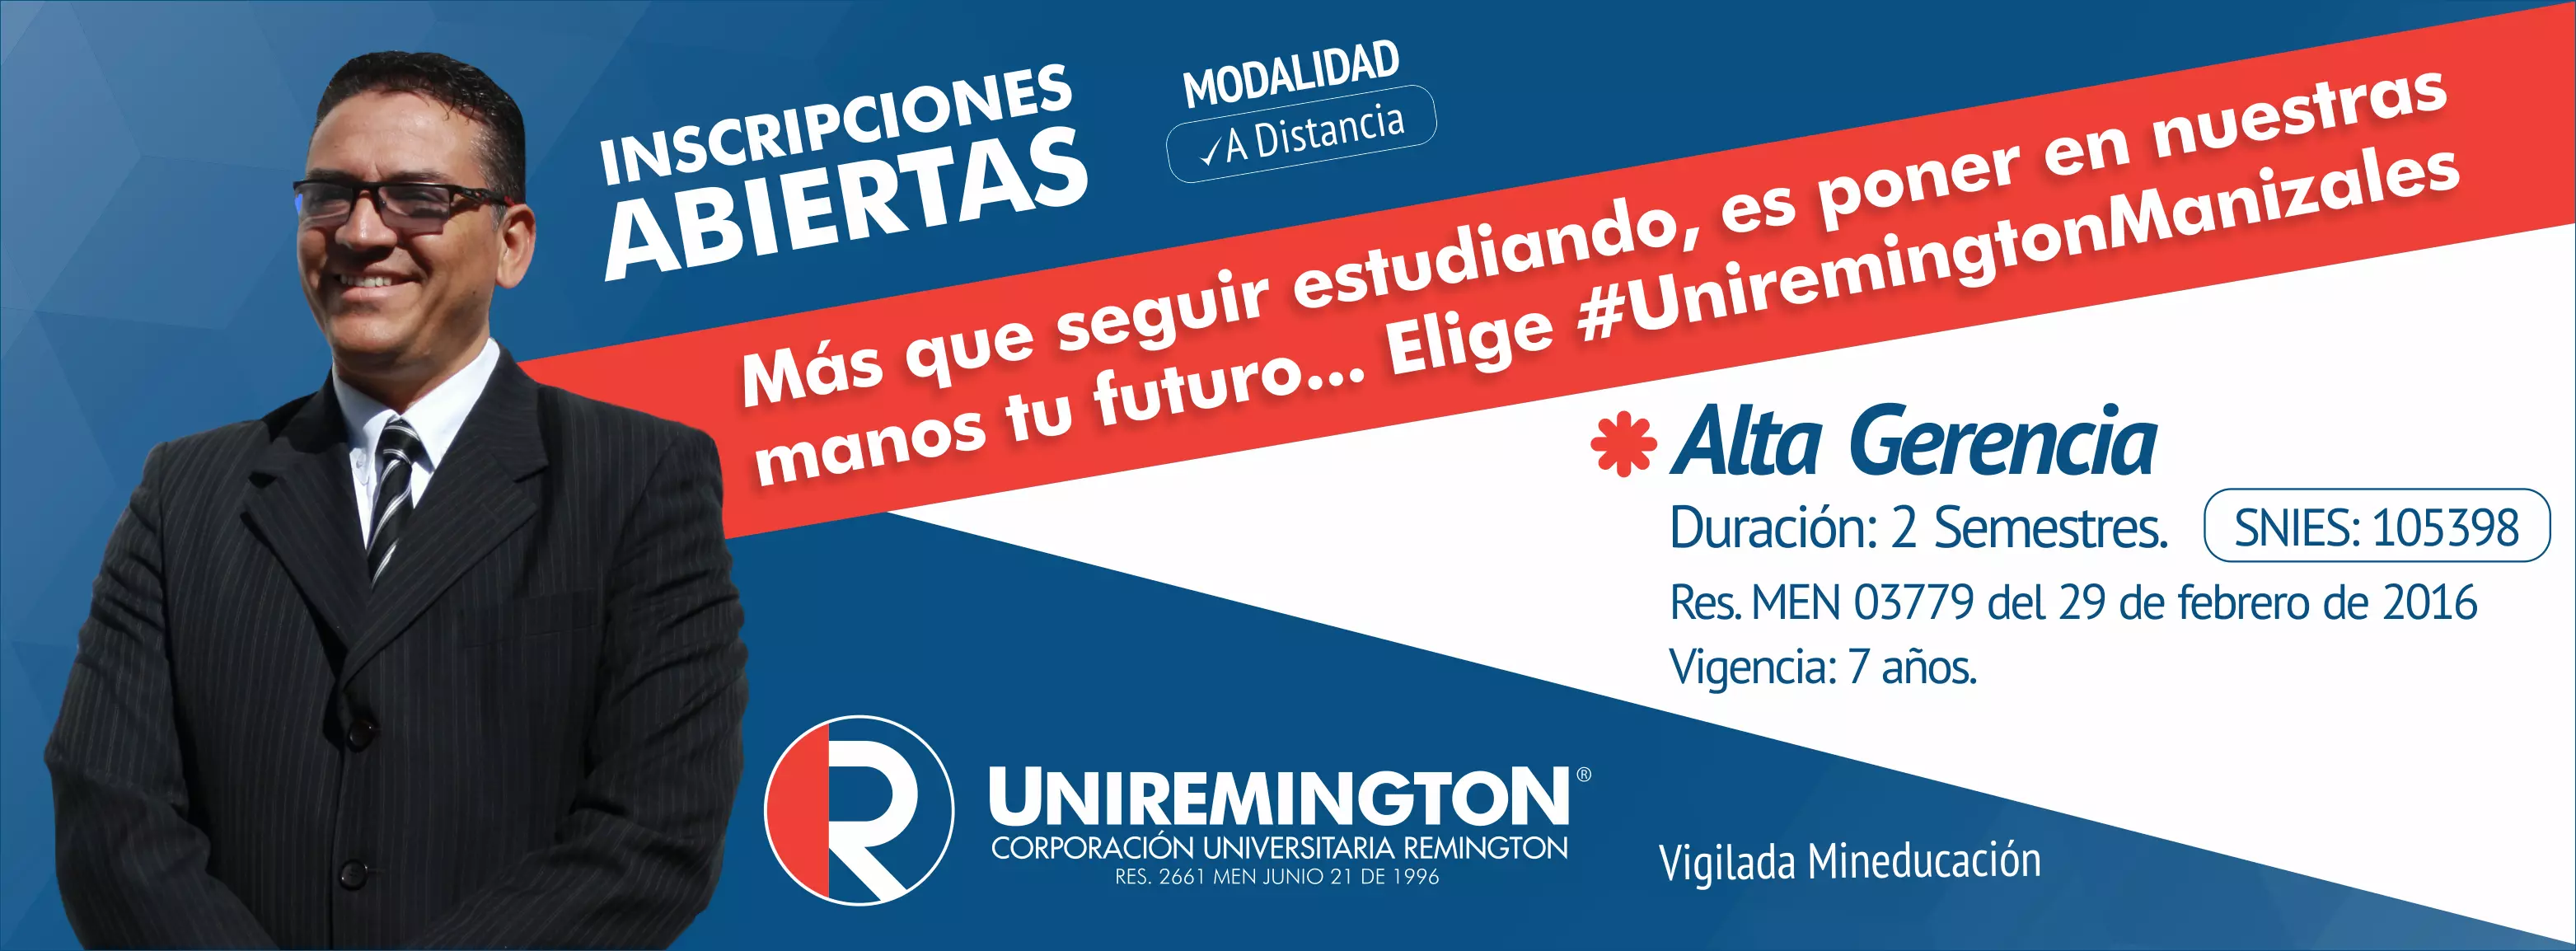 INSCRIPCIONES
ABIERTAS
MODALIDAD
✓A Distancia
Más que seguir estudiando, es poner en nuestras
manos tu futuro... Elige #UniremingtonManizales
Alta Gerencia
Duración: 2 Semestres.
SNIES: 105398
Res. MEN 03779 del 29 de febrero de 2016
Vigencia: 7 años.
R
UNIREMINGTON®
CORPORACIÓN UNIVERSITARIA REMINGTON
RES. 2661 MEN JUNIO 21 DE 1996
Vigilada Mineducación